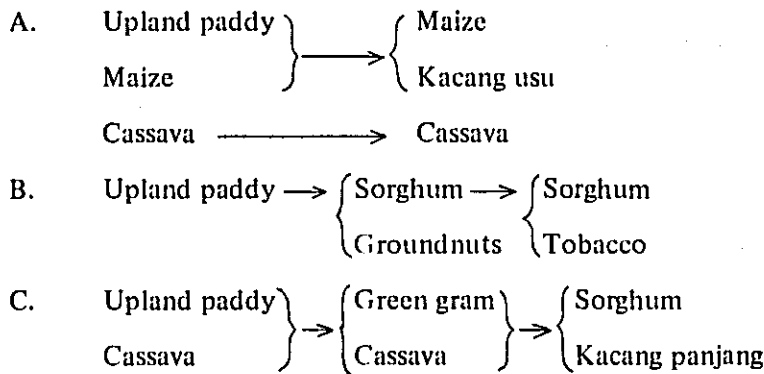 A. Upland paddy Maize
Maize Kacang usu
Cassava → Cassava
B. Upland paddy → Sorghum → Sorghum
Groundnuts Tobacco
C. Upland paddy Green gram Sorghum
Cassava → Cassava → Kacang panjang